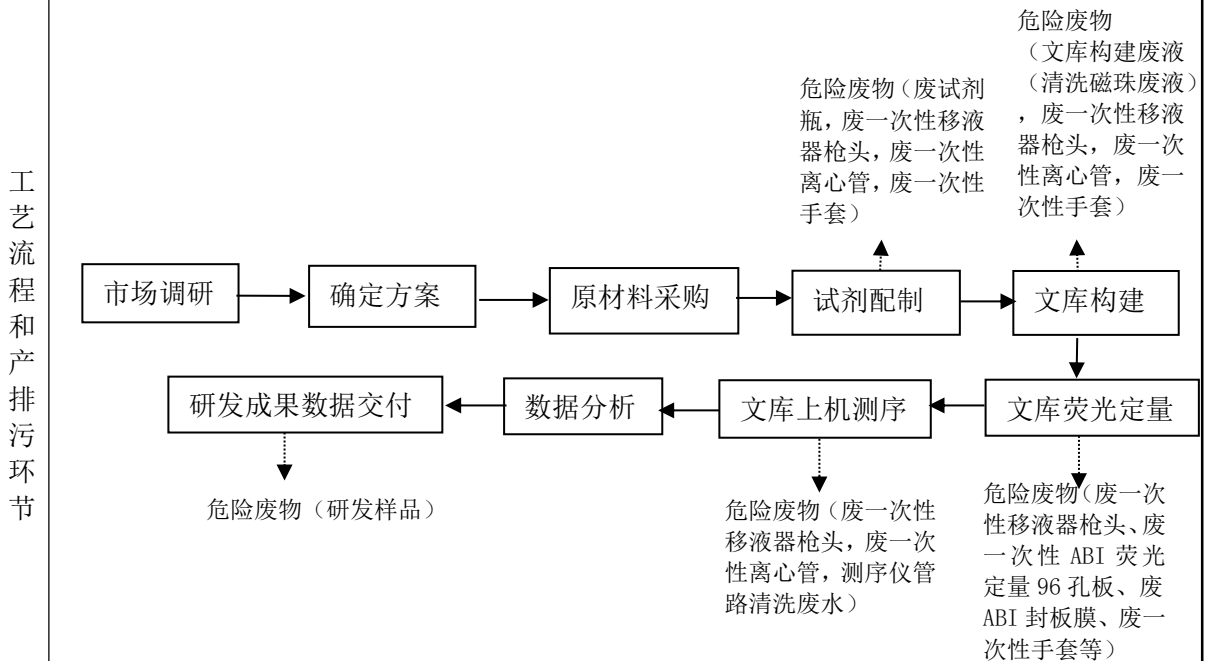 工艺流程和产排污环节
危险废物
（文库构建废液
（清洗磁珠废液）
，废一次性移液
器枪头，废一次
性离心管，废一
次性手套）
危险废物（废试剂
瓶，废一次性移液
器枪头，废一次性
离心管，废一次性
手套）
市场调研
确定方案
原材料采购
试剂配制
文库构建
研发成果数据交付
数据分析
文库上机测序
文库荧光定量
危险废物（研发样品）
危险废物（废一次性
移液器枪头，废一次
性离心管，测序仪管
路清洗废水）
危险废物（废一次
性移液器枪头、废
一次性 ABI 荧光
定量 96 孔板、废
ABI 封板膜、废一
次性手套等）